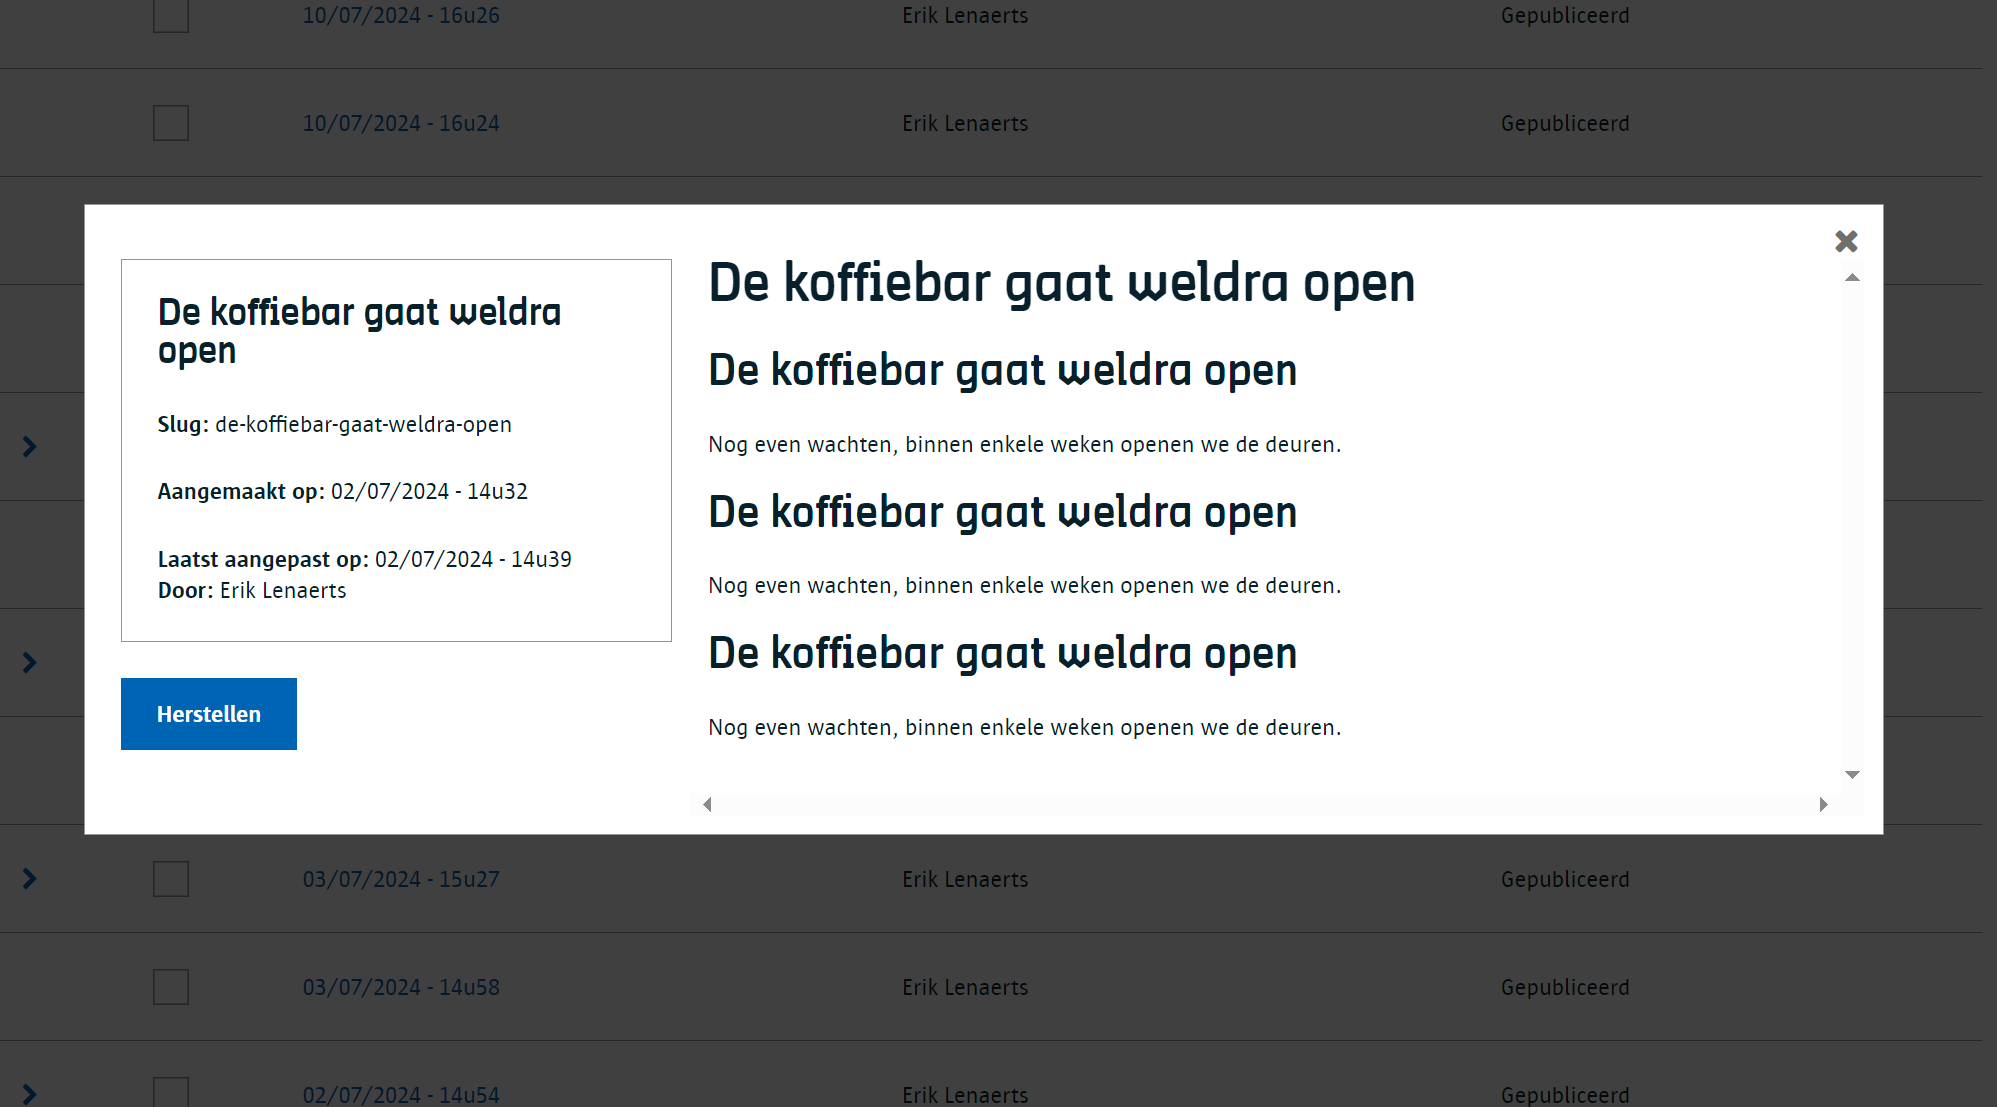 10/07/2024 - 16u26 Erik Lenaerts Gepubliceerd
10/07/2024 - 16u24 Erik Lenaerts Gepubliceerd
De koffiebar gaat weldra
open
Slug: de-koffiebar-gaat-weldra-open
Aangemaakt op: 02/07/2024 - 14u32
Laatst aangepast op: 02/07/2024 - 14u39
Door: Erik Lenaerts
Herstellen
De koffiebar gaat weldra open
De koffiebar gaat weldra open
Nog even wachten, binnen enkele weken openen we de deuren.
De koffiebar gaat weldra open
Nog even wachten, binnen enkele weken openen we de deuren.
De koffiebar gaat weldra open
Nog even wachten, binnen enkele weken openen we de deuren.
03/07/2024 - 15u27 Erik Lenaerts Gepubliceerd
03/07/2024 - 14u58 Erik Lenaerts Gepubliceerd
02/07/2024 - 14u54 Erik Lenaerts Gepubliceerd